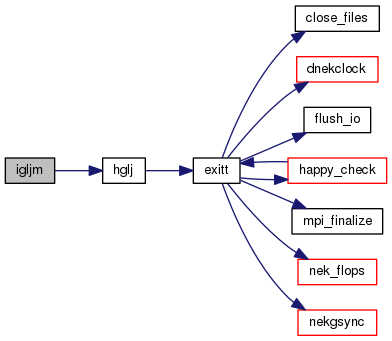 close_files
dnekclock
flush_io
igljm
hglj
exitt
happy_check
mpi_finalize
nek_flops
nekgsync